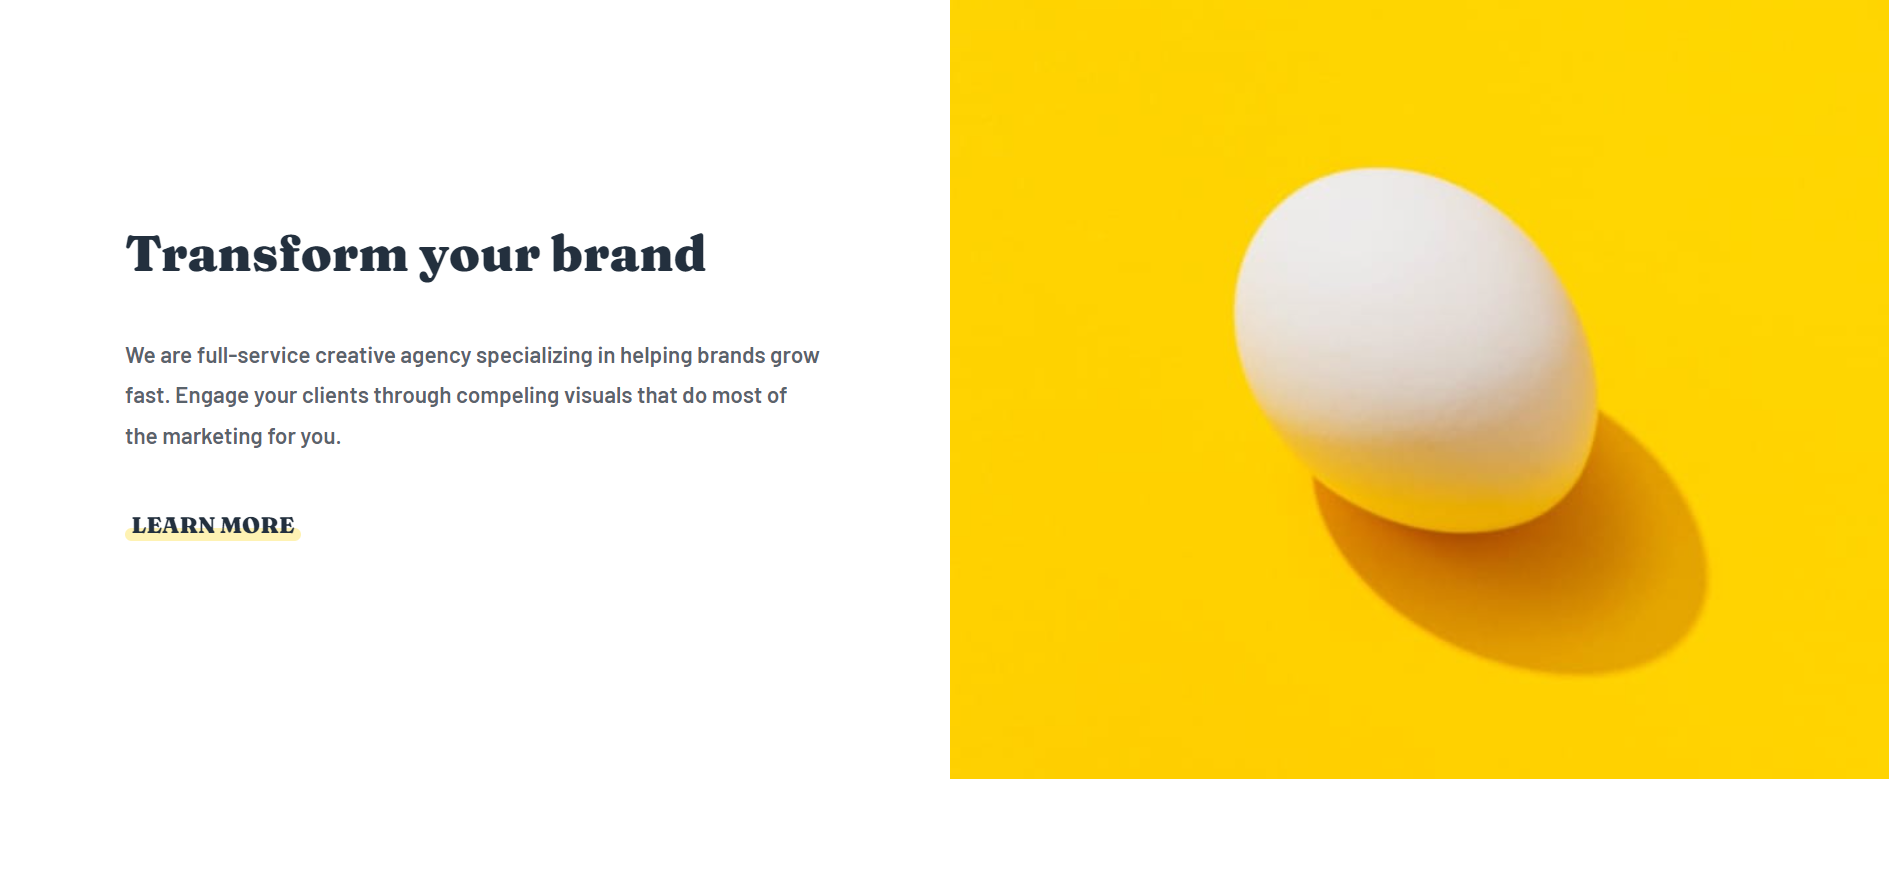 Transform your brand
We are full-service creative agency specializing in helping brands grow
fast. Engage your clients through compeling visuals that do most of
the marketing for you.
LEARN MORE